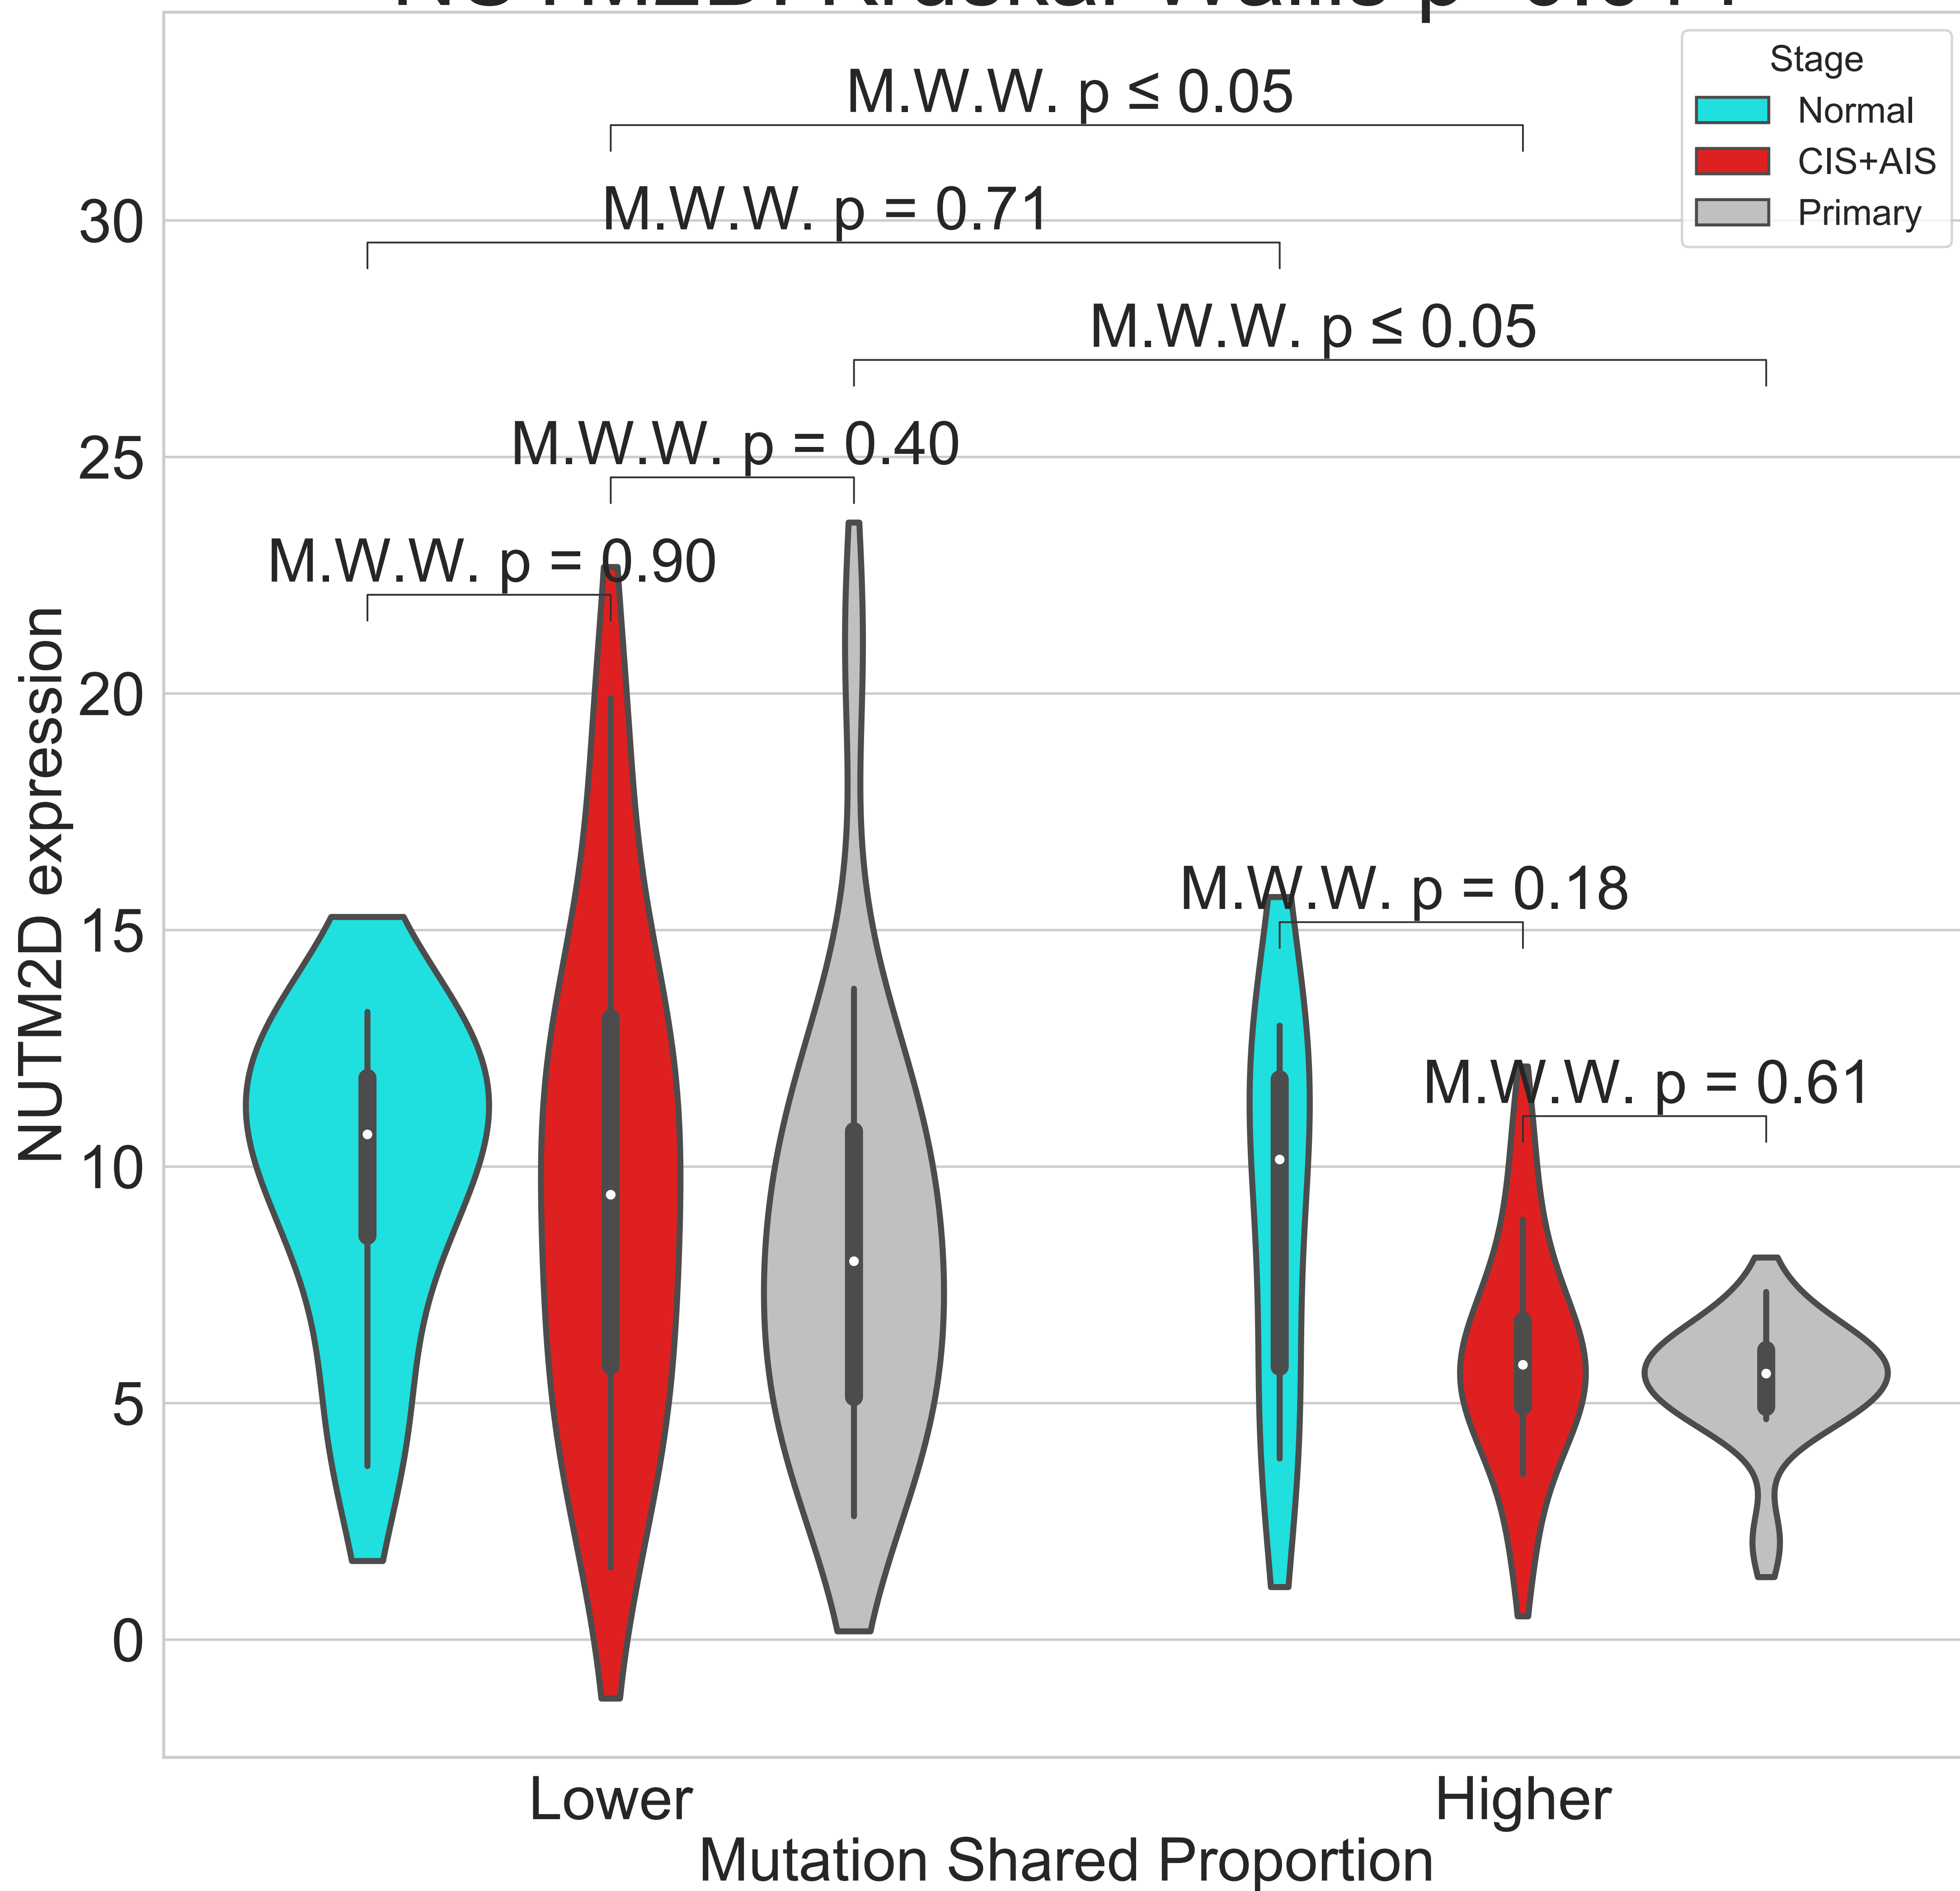 Stage
Normal
CIS+AIS
Primary
M.W.W. p ≤ 0.05
M.W.W. p = 0.71
M.W.W. p ≤ 0.05
M.W.W. p = 0.40
M.W.W. p = 0.90
M.W.W. p = 0.18
M.W.W. p = 0.61
30
25
20
15
10
5
0
NUTM2D expression
Lower
Higher
Mutation Shared Proportion